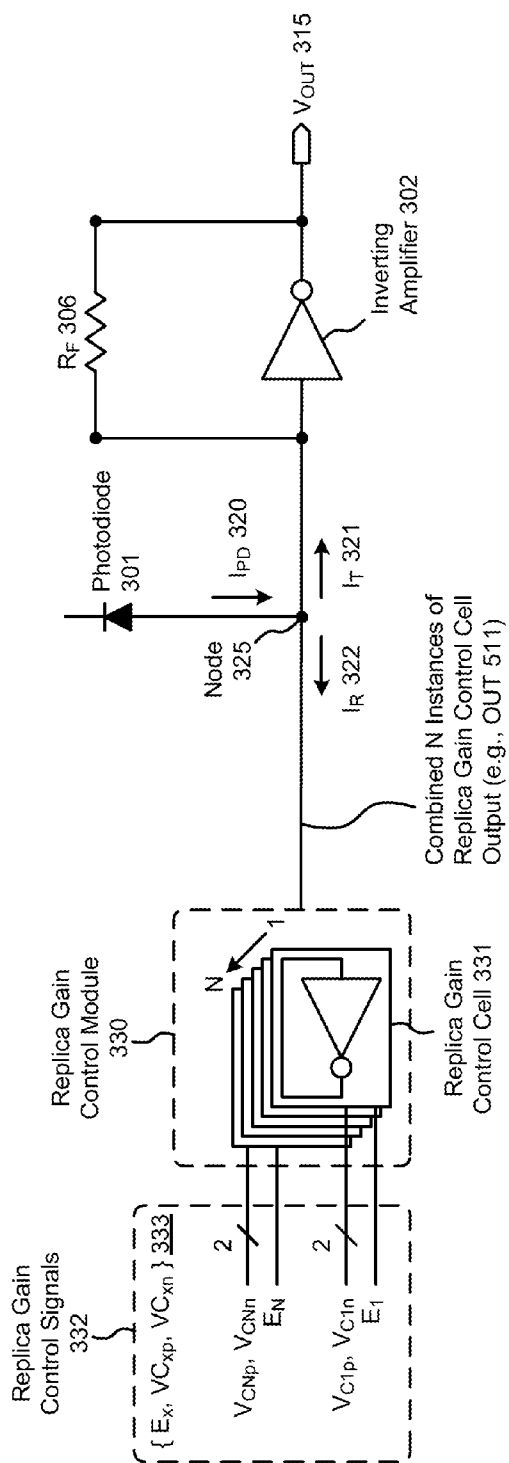 Replica Gain
Control Signals
332
{ Ex, VCxp, VCxn } 333
VCNp, VCNn
EN
VC1p, VC1n
E1
2
2
Replica Gain
Control Module
330
N
1
Replica Gain
Control Cell 331
Combined N Instances of
Replica Gain Control Cell
Output (e.g., OUT 511)
Photodiode
301
IPD 320
Node
325
IR 322
IT 321
RF 306
Inverting
Amplifier 302
VOUT 315